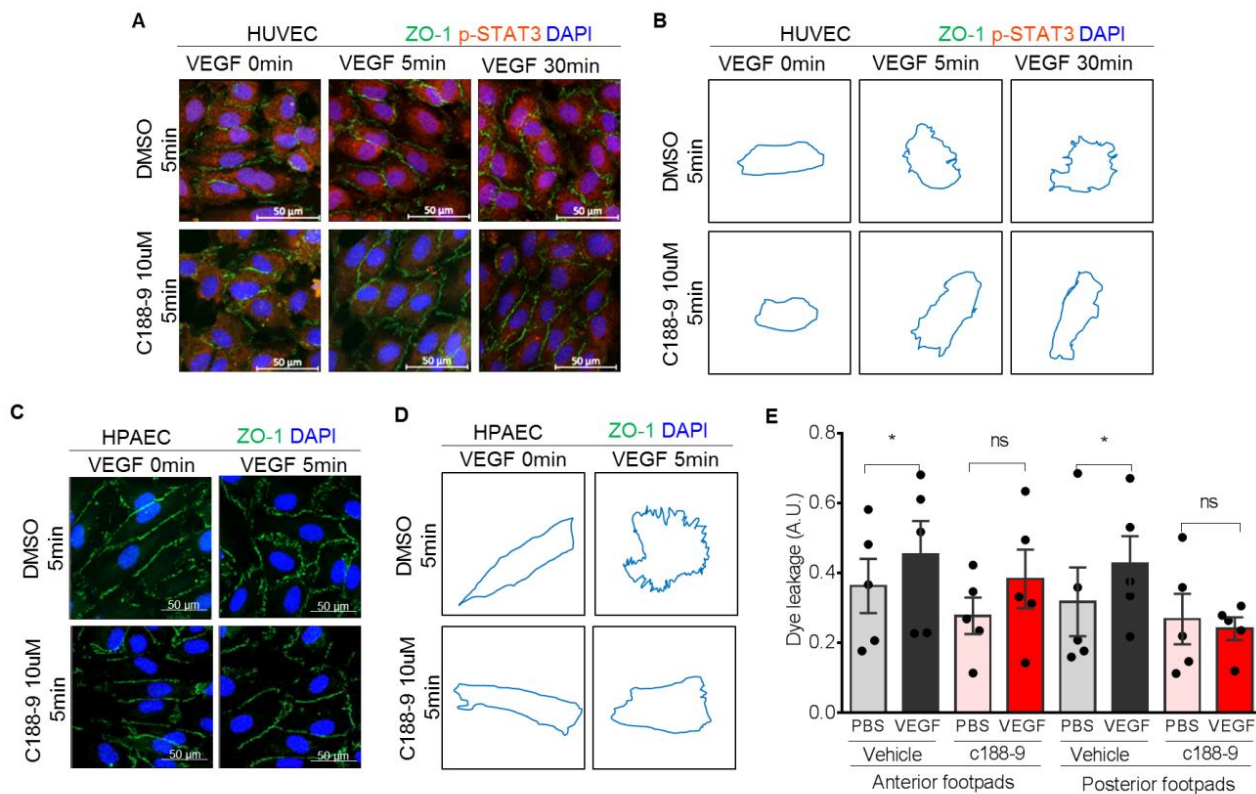 A
HUVEC ZO-1 p-STAT3 DAPI
VEGF 0min VEGF 5min VEGF 30min
DMSO
5min
50 µm 50 µm 50 µm
C188-9 10uM
5min
50 µm 50 µm 50 µm
B
HUVEC ZO-1 p-STAT3 DAPI
VEGF 0min VEGF 5min VEGF 30min
DMSO
5min
C188-9 10uM
5min
C
HPAEC ZO-1 DAPI
VEGF 0min VEGF 5min
DMSO
5min
50 µm 50 µm
C188-9 10uM
5min
50 µm 50 µm
D
HPAEC ZO-1 DAPI
VEGF 0min VEGF 5min
DMSO
5min
C188-9 10uM
5min
E
Dye leakage (A.U.)
0.8
0.6
0.4
0.2
0.0
* ns * ns
PBS VEGF PBS VEGF PBS VEGF PBS VEGF
Vehicle c188-9 Vehicle c188-9
Anterior footpads Posterior footpads